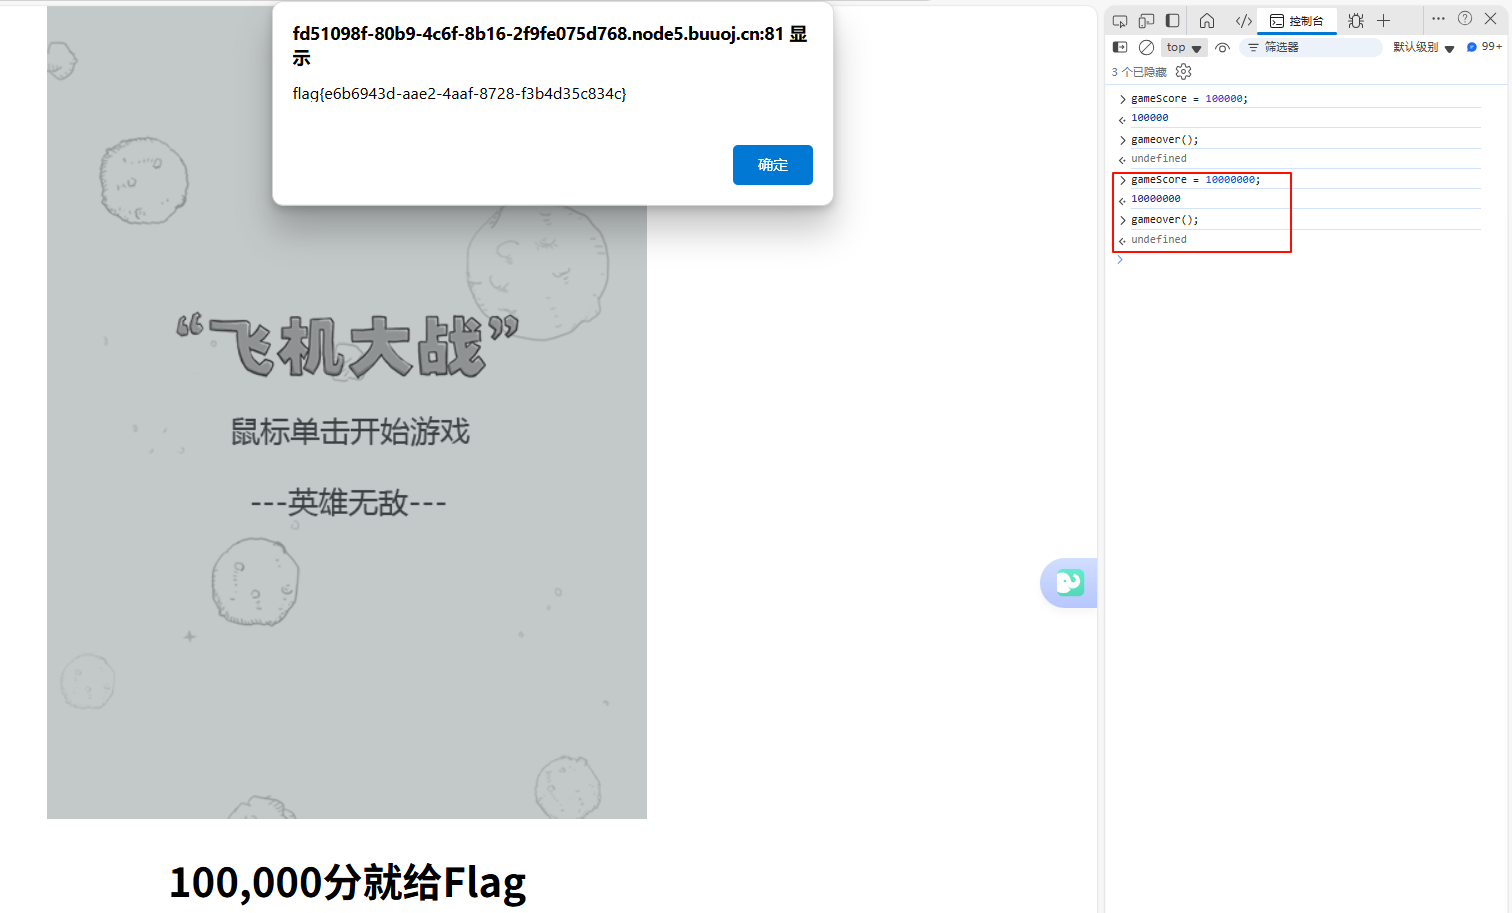 fd51098f-80b9-4c6f-8b16-2f9fe075d768.node5.buuoj.cn:81 显
示
flag{e6b6943d-aae2-4aaf-8728-f3b4d35c834c}
确定
“飞机大战”
鼠标单击开始游戏
---英雄无敌---
100,000分就给Flag
控制台
top
筛选器
默认级别
99+
3 个已隐藏
gameScore = 100000;
100000
gameover();
undefined
gameScore = 10000000;
10000000
gameover();
undefined